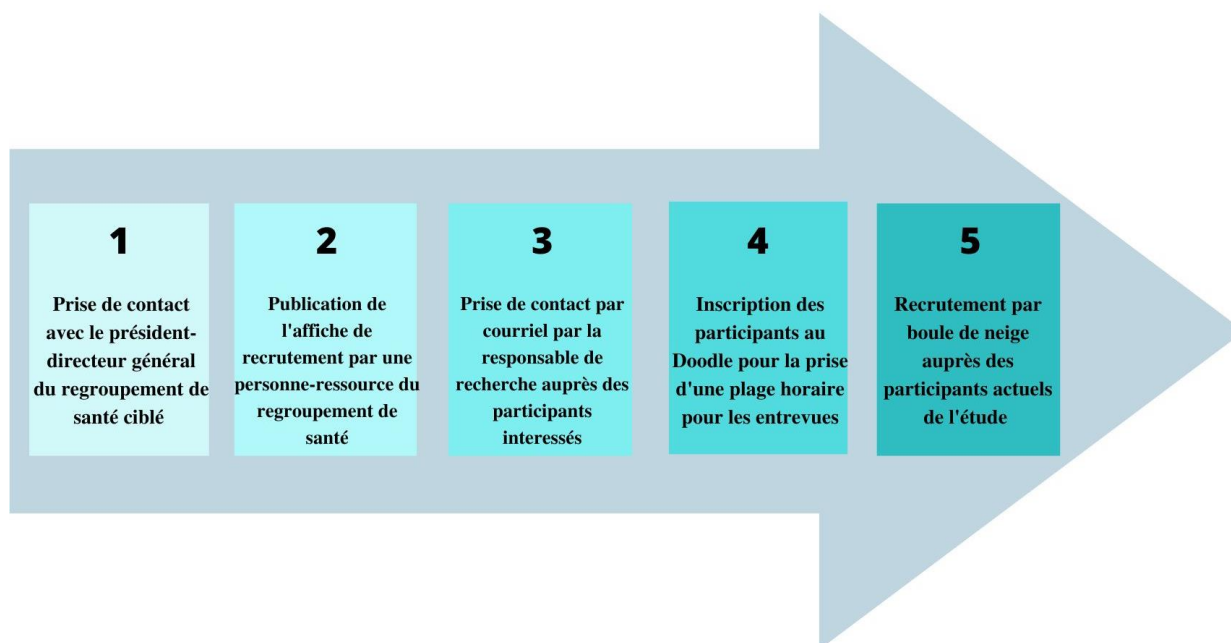 1
Prise de contact
avec le président-
directeur général
du regroupement de
santé ciblé
2
Publication de
l'affiche de
recrutement par une
personne-ressource du
regroupement de
santé
3
Prise de contact par
courriel par la
responsable de
recherche auprès des
participants
interessés
4
Inscription des
participants au
Doodle pour la prise
d'une plage horaire
pour les entrevues
5
Recrutement par
boule de neige
auprès des
participants actuels
de l'étude